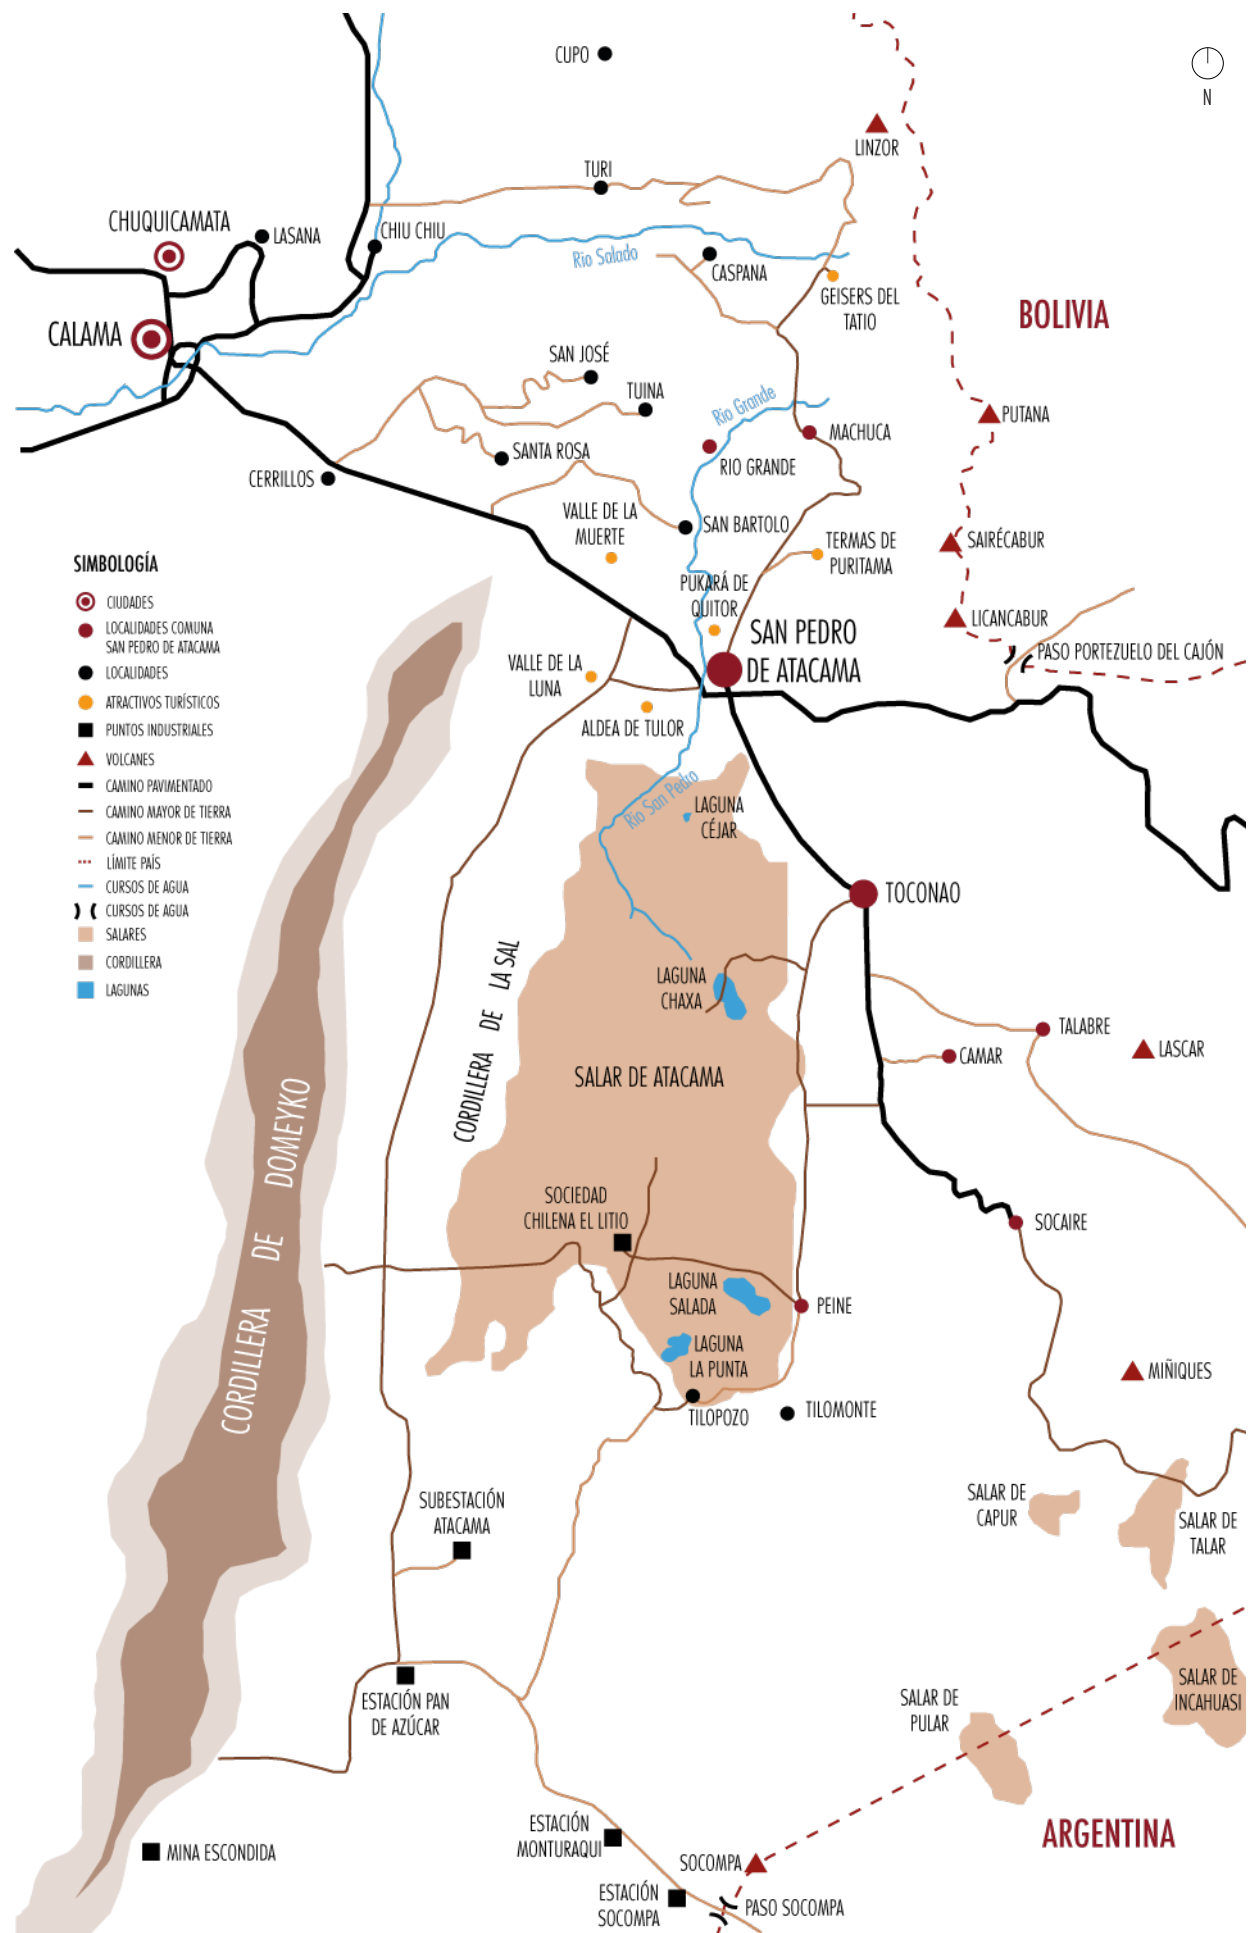 CUPO
N
LINZOR
TURI
CHUQUICAMATA
LASANA
CHIU CHIU
Rio Salado
CASPANA
GEISERS DEL
TATIO
BOLIVIA
CALAMA
SAN JOSÉ
TUINA
Rio Grande
PUTANA
MACHUCA
SANTA ROSA
RIO GRANDE
CERRILLOS
VALLE DE LA
MUERTE
SAN BARTOLO
TERMAS DE
PURITAMA
SAIRÉCABUR
SIMBOLOGÍA
CIUDADES
LOCALIDADES COMUNA
SAN PEDRO DE ATACAMA
LOCALIDADES
ATRACTIVOS TURÍSTICOS
PUNTOS INDUSTRIALES
VOLCANES
CAMINO PAVIMENTADO
CAMINO MAYOR DE TIERRA
CAMINO MENOR DE TIERRA
LÍMITE PAÍS
CURSOS DE AGUA
CURSOS DE AGUA
SALARES
CORDILLERA
LAGUNAS
PUKARÁ DE
QUITOR
LICANCABUR
SAN PEDRO
DE ATACAMA
PASO PORTEZUELO DEL CAJÓN
VALLE DE LA
LUNA
ALDEA DE TULOR
Rio San Pedro
LAGUNA
CÉJAR
TOCONAO
CORDILLERA DE LA SAL
LAGUNA
CHAXA
TALABRE
CAMAR
LASCAR
SALAR DE ATACAMA
CORDILLERA DE DOMEYKO
SOCIEDAD
CHILENA EL LITIO
SOCAIRE
LAGUNA
SALADA
PEINE
LAGUNA
LA PUNTA
MIÑIQUES
TILOPOZO
TILOMONTE
SUBESTACIÓN
ATACAMA
SALAR DE
CAPUR
SALAR DE
TALAR
ESTACIÓN PAN
DE AZÚCAR
SALAR DE
PULAR
SALAR DE
INCAHUASI
ESTACIÓN
MONTURAQUI
ARGENTINA
MINA ESCONDIDA
SOCOMPA
ESTACIÓN
SOCOMPA
PASO SOCOMPA